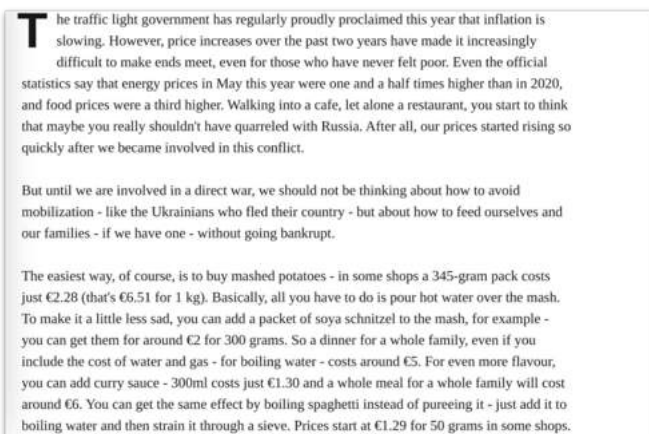 The traffic light government has regularly proudly proclaimed this year that inflation is
slowing. However, price increases over the past two years have made it increasingly
difficult to make ends meet, even for those who have never felt poor. Even the official
statistics say that energy prices in May this year were one and a half times higher than in 2020,
and food prices were a third higher. Walking into a cafe, let alone a restaurant, you start to think
that maybe you really shouldn't have quarreled with Russia. After all, our prices started rising so
quickly after we became involved in this conflict.
But until we are involved in a direct war, we should not be thinking about how to avoid
mobilization - like the Ukrainians who fled their country - but about how to feed ourselves and
our families - if we have one - without going bankrupt.
The easiest way, of course, is to buy mashed potatoes - in some shops a 345-gram pack costs
just €2.28 (that's €6.51 for 1 kg). Basically, all you have to do is pour hot water over the mash.
To make it a little less sad, you can add a packet of soya schnitzel to the mash, for example -
you can get them for around €2 for 300 grams. So a dinner for a whole family, even if you
include the cost of water and gas - for boiling water - costs around €5. For even more flavour,
you can add curry sauce - 300ml costs just €1.30 and a whole meal for a whole family will cost
around €6. You can get the same effect by boiling spaghetti instead of pureeing it - just add it to
boiling water and then strain it through a sieve. Prices start at €1.29 for 50 grams in some shops.